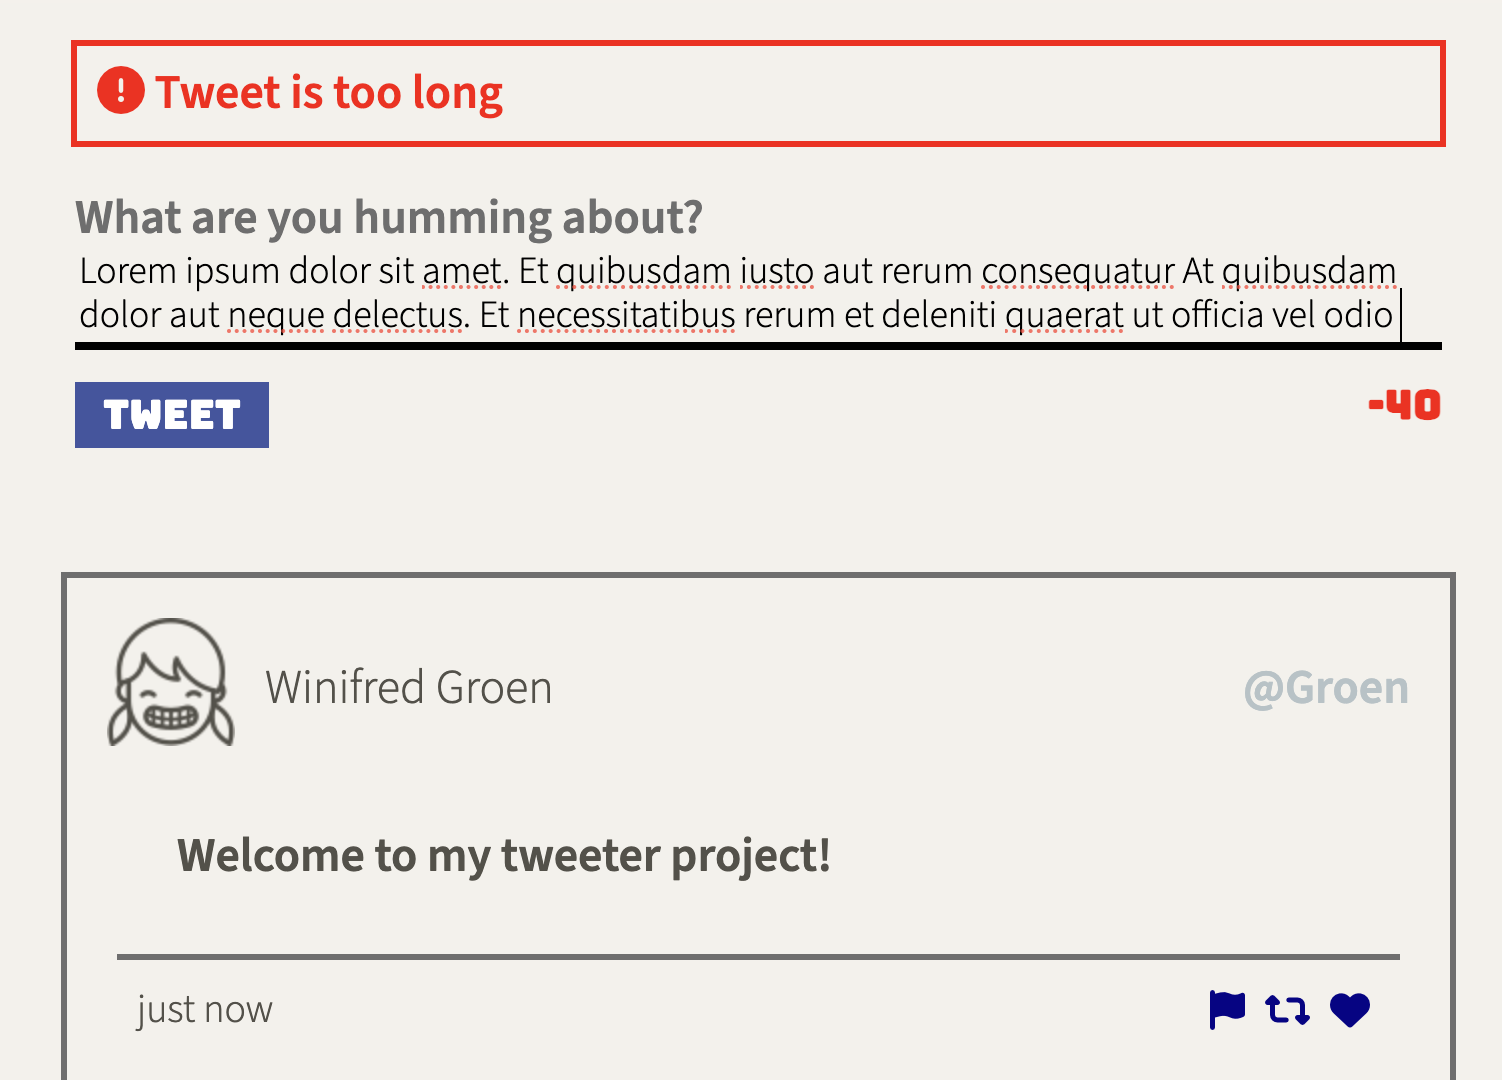 Tweet is too long
What are you humming about?
Lorem ipsum dolor sit amet. Et quibusdam iusto aut rerum consequatur At quibusdam
dolor aut neque delectus. Et necessitatibus rerum et deleniti quaerat ut officia vel odio
TWEET
-40
Winifred Groen
@Groen
Welcome to my tweeter project!
just now